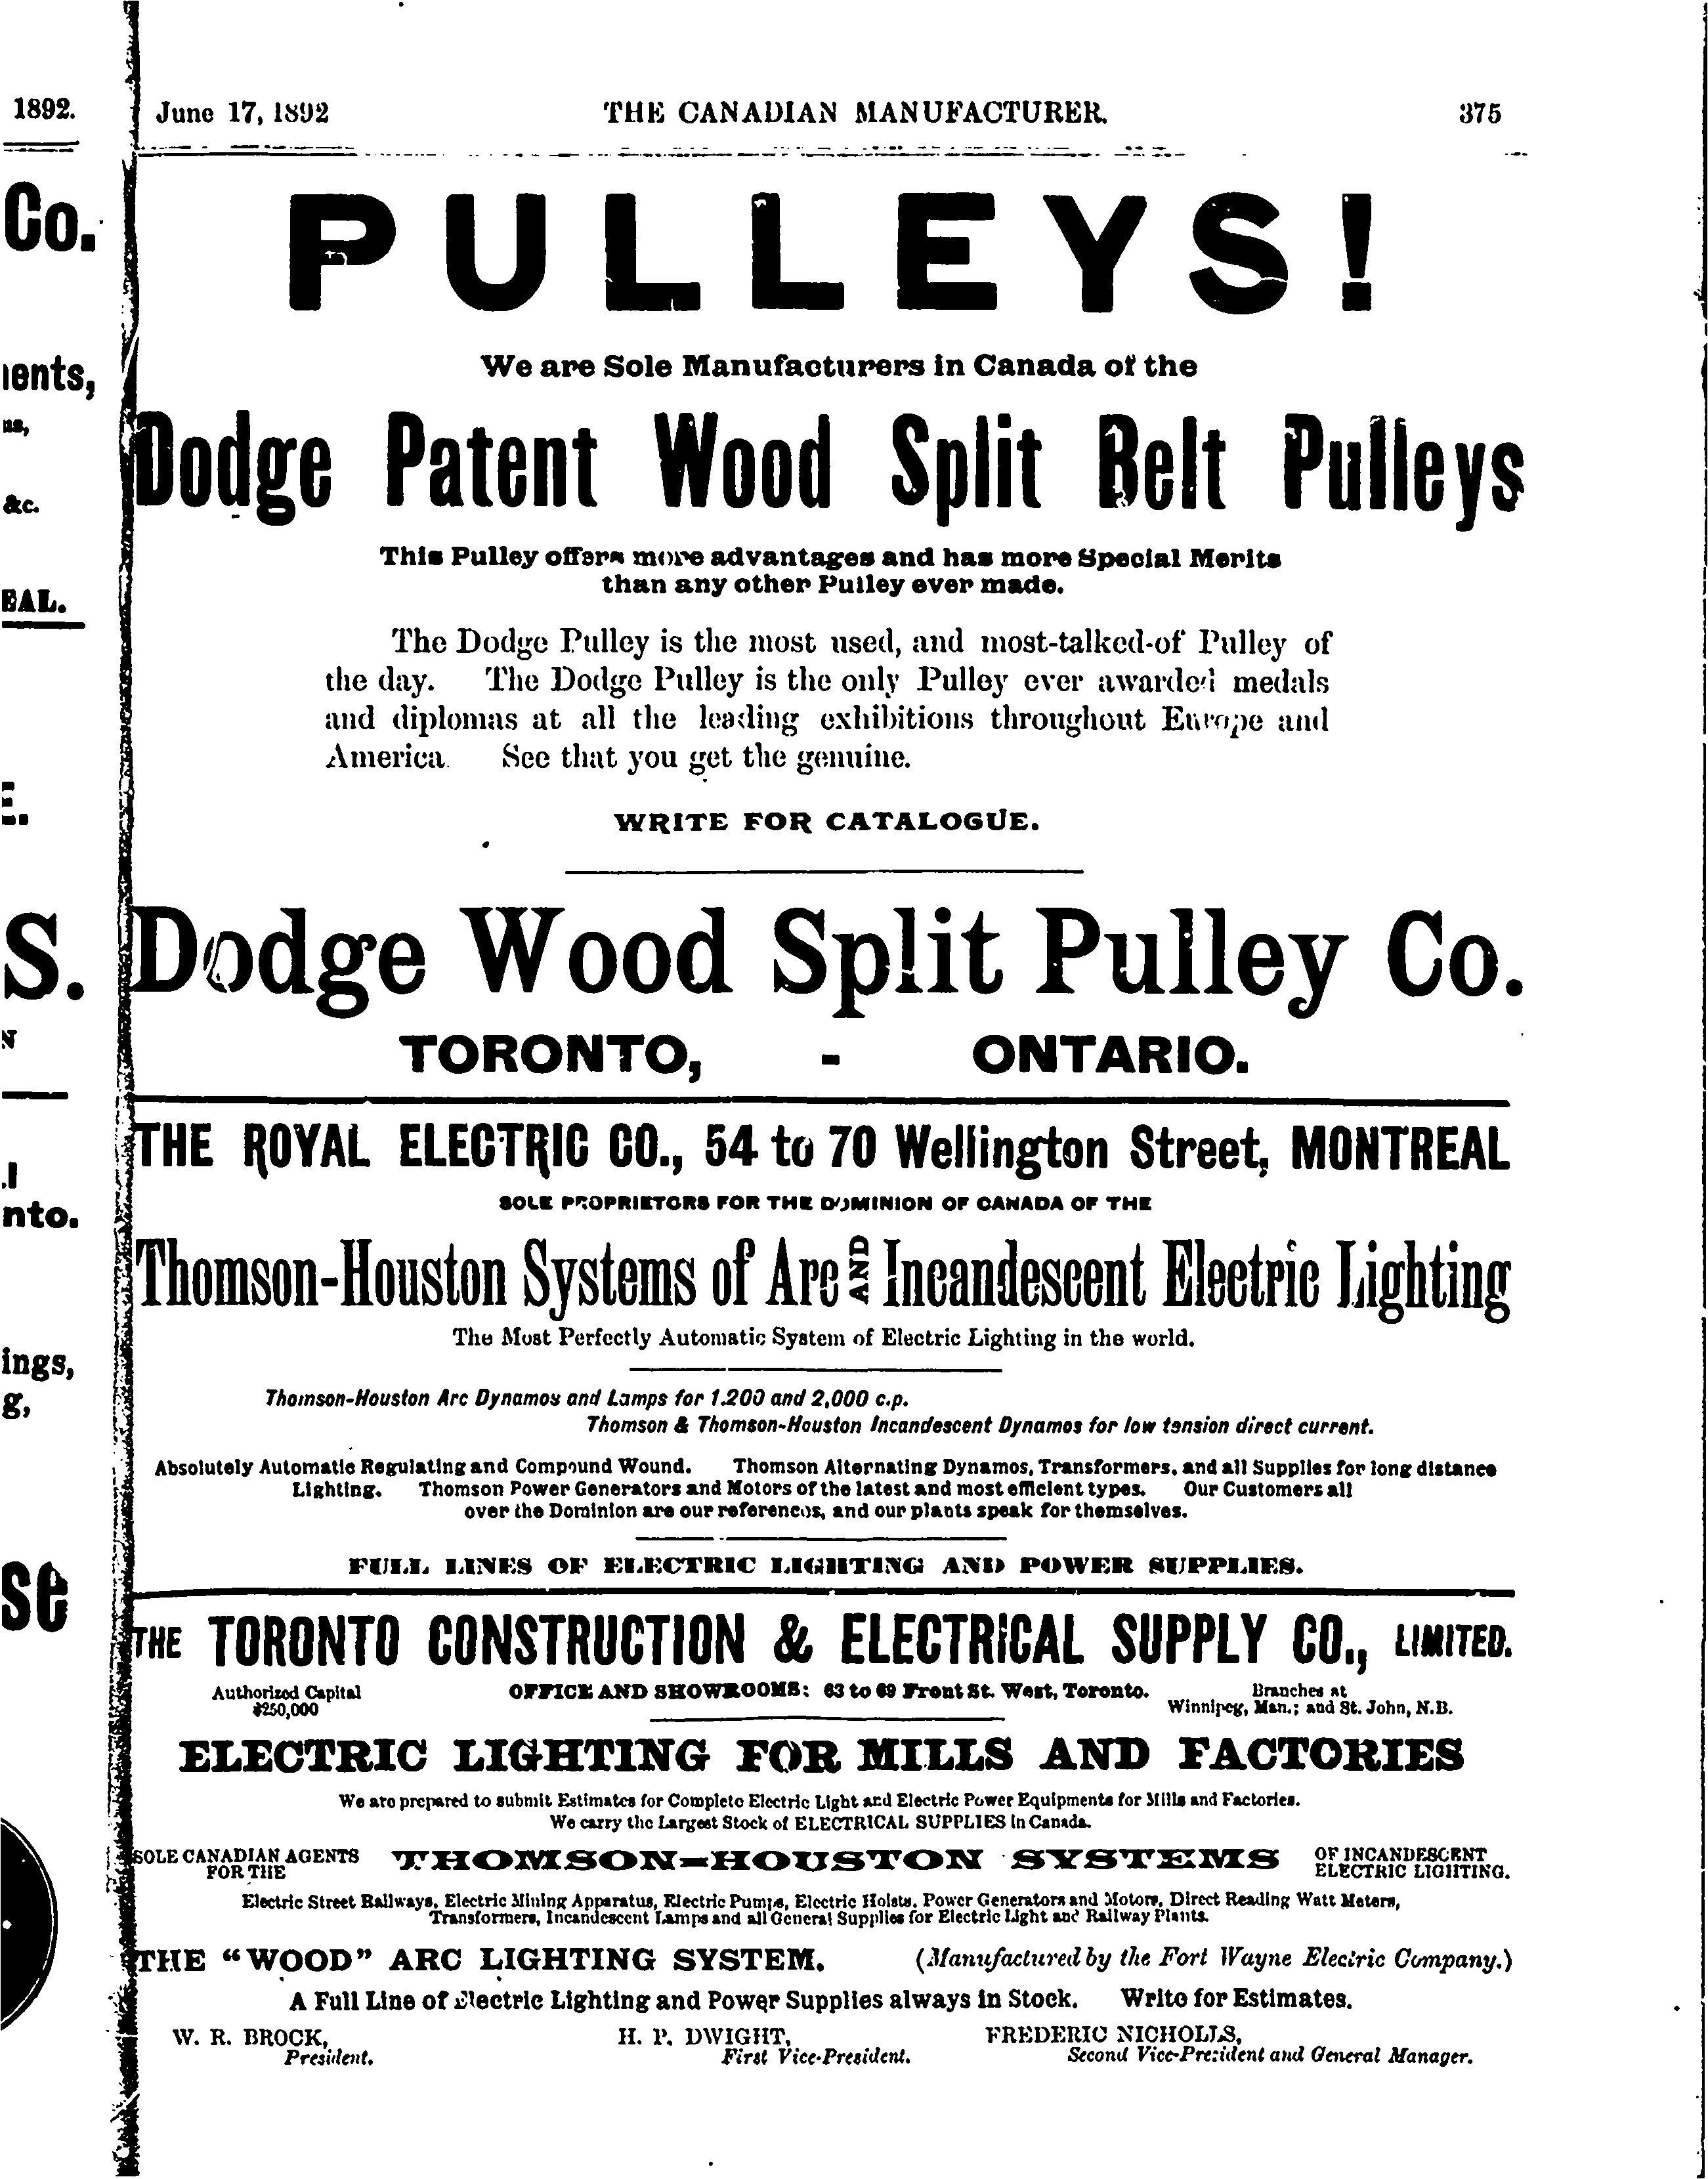 1892.
Co.
ents,
&c.
EAL.
S.
nto.
ings,
g,
se
June 17, 1892 THE CANADIAN MANUFACTURER. 375
PULLEYS!
We are Sole Manufacturers in Canada of the
Dodge Patent Wood Split Belt Pulleys
This Pulley offers more advantages and has more Special Merits
than any other Pulley ever made.
The Dodge Pulley is the most used, and most-talked-of Pulley of
the day. The Dodge Pulley is the only Pulley ever awarded medals
and diplomas at all the leading exhibitions throughout Europe and
America. See that you get the genuine.
WRITE FOR CATALOGUE.
Dodge Wood Split Pulley Co.
TORONTO, - ONTARIO.
THE ROYAL ELECTRIC CO., 54 to 70 Wellington Street, MONTREAL
SOLE PROPRIETORS FOR THE DOMINION OF CANADA OF THE
Thomson-Houston Systems of Arc AND Incandescent Electric Lighting
The Most Perfectly Automatic System of Electric Lighting in the world.
Thomson-Houston Arc Dynamos and Lamps for 1.200 and 2,000 c.p.
Thomson & Thomson-Houston Incandescent Dynamos for low tension direct current.
Absolutely Automatic Regulating and Compound Wound. Thomson Alternating Dynamos, Transformers, and all Supplies for long distance
Lighting. Thomson Power Generators and Motors of the latest and most efficient types. Our Customers all
over the Dominion are our references, and our plants speak for themselves.
FULL LINES OF ELECTRIC LIGHTING AND POWER SUPPLIES.
THE TORONTO CONSTRUCTION & ELECTRICAL SUPPLY CO., LIMITED.
Authorized Capital
$250,000
OFFICE AND SHOWROOMS: 63 to 69 Front St. West, Toronto.
Branches at
Winnipeg, Man.; and St. John, N.B.
ELECTRIC LIGHTING FOR MILLS AND FACTORIES
We are prepared to submit Estimates for Complete Electric Light and Electric Power Equipments for Mills and Factories.
We carry the Largest Stock of ELECTRICAL SUPPLIES in Canada.
SOLE CANADIAN AGENTS
FOR THE
THOMSON-HOUSTON SYSTEMS
OF INCANDESCENT
ELECTRIC LIGHTING.
Electric Street Railways, Electric Mining Apparatus, Electric Pumps, Electric Hoists, Power Generators and Motors, Direct Reading Watt Meters,
Transformers, Incandescent Lamps and all General Supplies for Electric Light and Railway Plants.
THE "WOOD" ARC LIGHTING SYSTEM. (Manufactured by the Fort Wayne Electric Company.)
A Full Line of Electric Lighting and Power Supplies always in Stock. Write for Estimates.
W. R. BROCK, H. P. DWIGHT, FREDERIC NICHOLLS,
President. First Vice-President. Second Vice-President and General Manager.